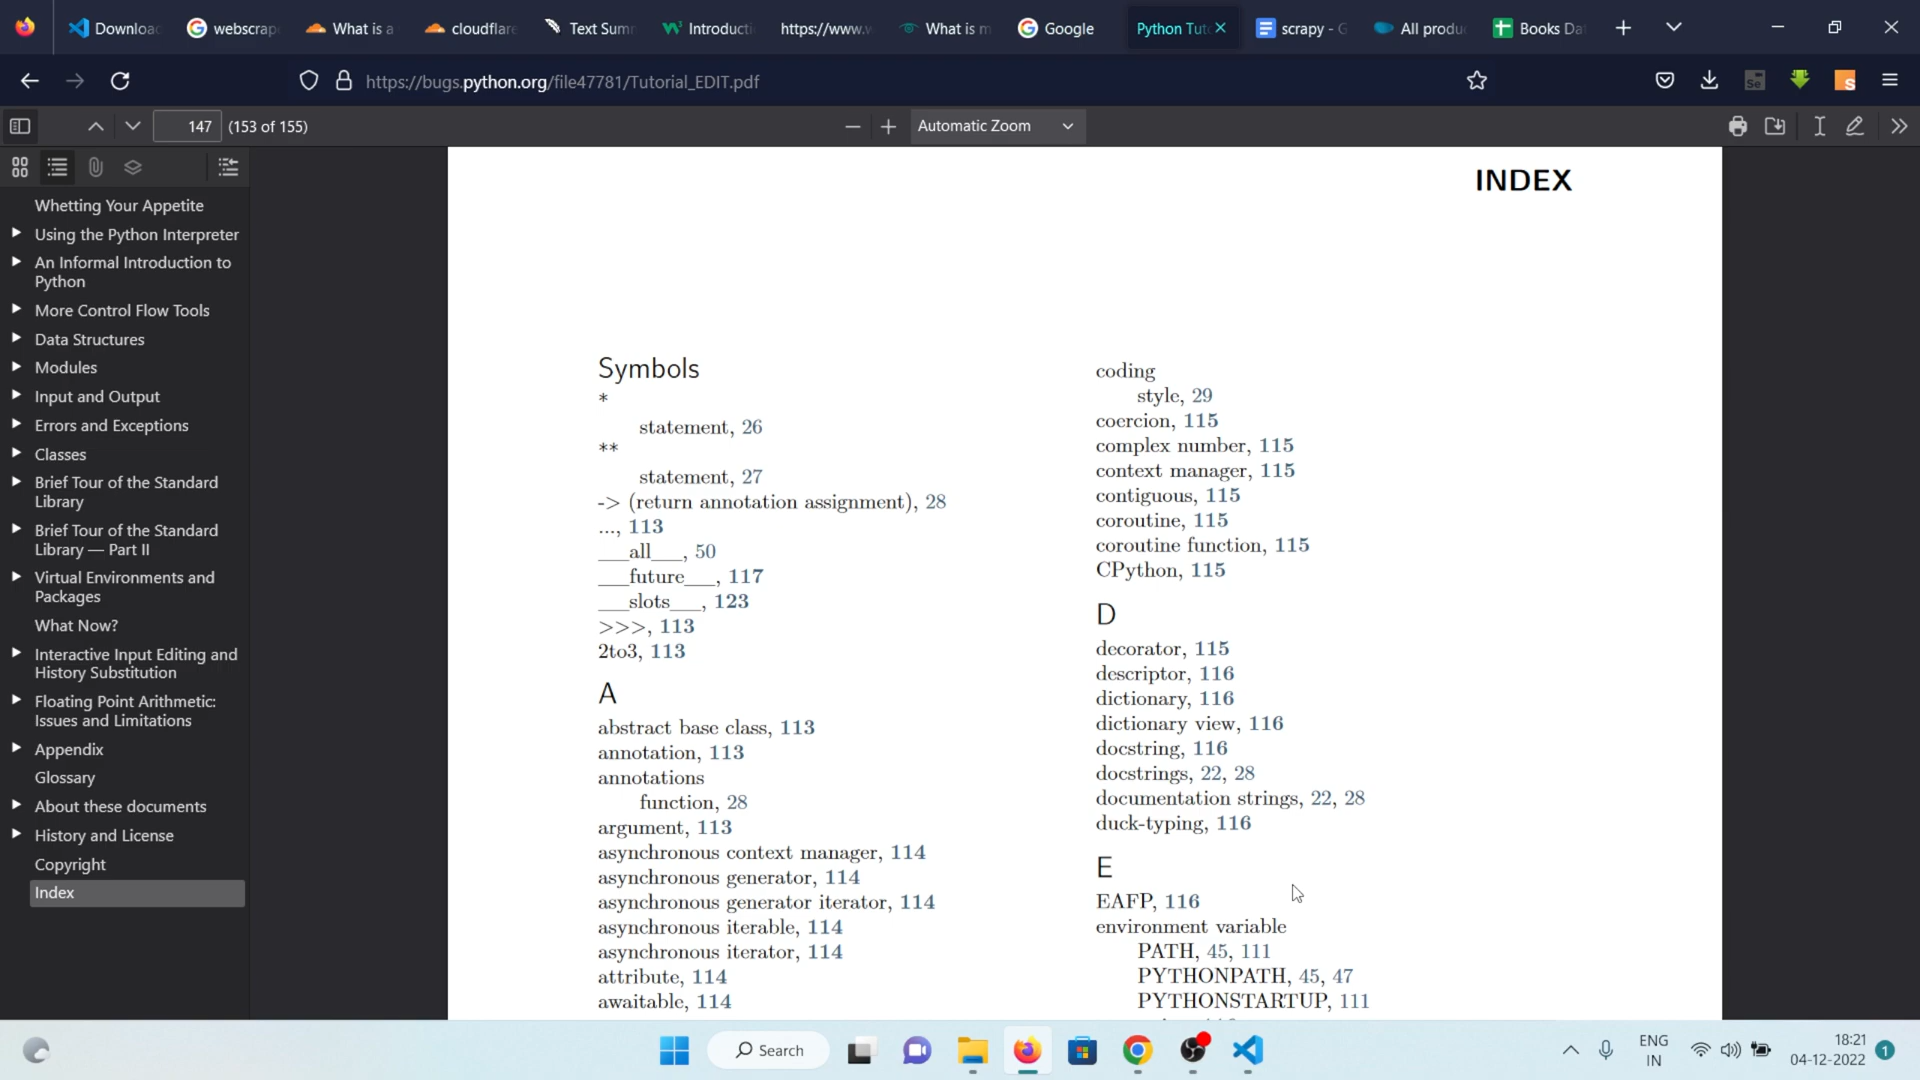 Download
webscrape
What is a
cloudflare
Text Summ
Introducti
https://www.w
What is m
Google
Python Tuto
scrapy - G
All produ
Books Dat
https://bugs.python.org/file47781/Tutorial_EDIT.pdf
147 (153 of 155)
Automatic Zoom
Whetting Your Appetite
Using the Python Interpreter
An Informal Introduction to
Python
More Control Flow Tools
Data Structures
Modules
Input and Output
Errors and Exceptions
Classes
Brief Tour of the Standard
Library
Brief Tour of the Standard
Library — Part II
Virtual Environments and
Packages
What Now?
Interactive Input Editing and
History Substitution
Floating Point Arithmetic:
Issues and Limitations
Appendix
Glossary
About these documents
History and License
Copyright
Index
INDEX
Symbols
*
statement, 26
**
statement, 27
-> (return annotation assignment), 28
..., 113
__all__, 50
__future__, 117
__slots__, 123
>>>, 113
2to3, 113
A
abstract base class, 113
annotation, 113
annotations
function, 28
argument, 113
asynchronous context manager, 114
asynchronous generator, 114
asynchronous generator iterator, 114
asynchronous iterable, 114
asynchronous iterator, 114
attribute, 114
awaitable, 114
coding
style, 29
coercion, 115
complex number, 115
context manager, 115
contiguous, 115
coroutine, 115
coroutine function, 115
CPython, 115
D
decorator, 115
descriptor, 116
dictionary, 116
dictionary view, 116
docstring, 116
docstrings, 22, 28
documentation strings, 22, 28
duck-typing, 116
E
EAFP, 116
environment variable
PATH, 45, 111
PYTHONPATH, 45, 47
PYTHONSTARTUP, 111
Search
ENG
IN
18:21
04-12-2022
1